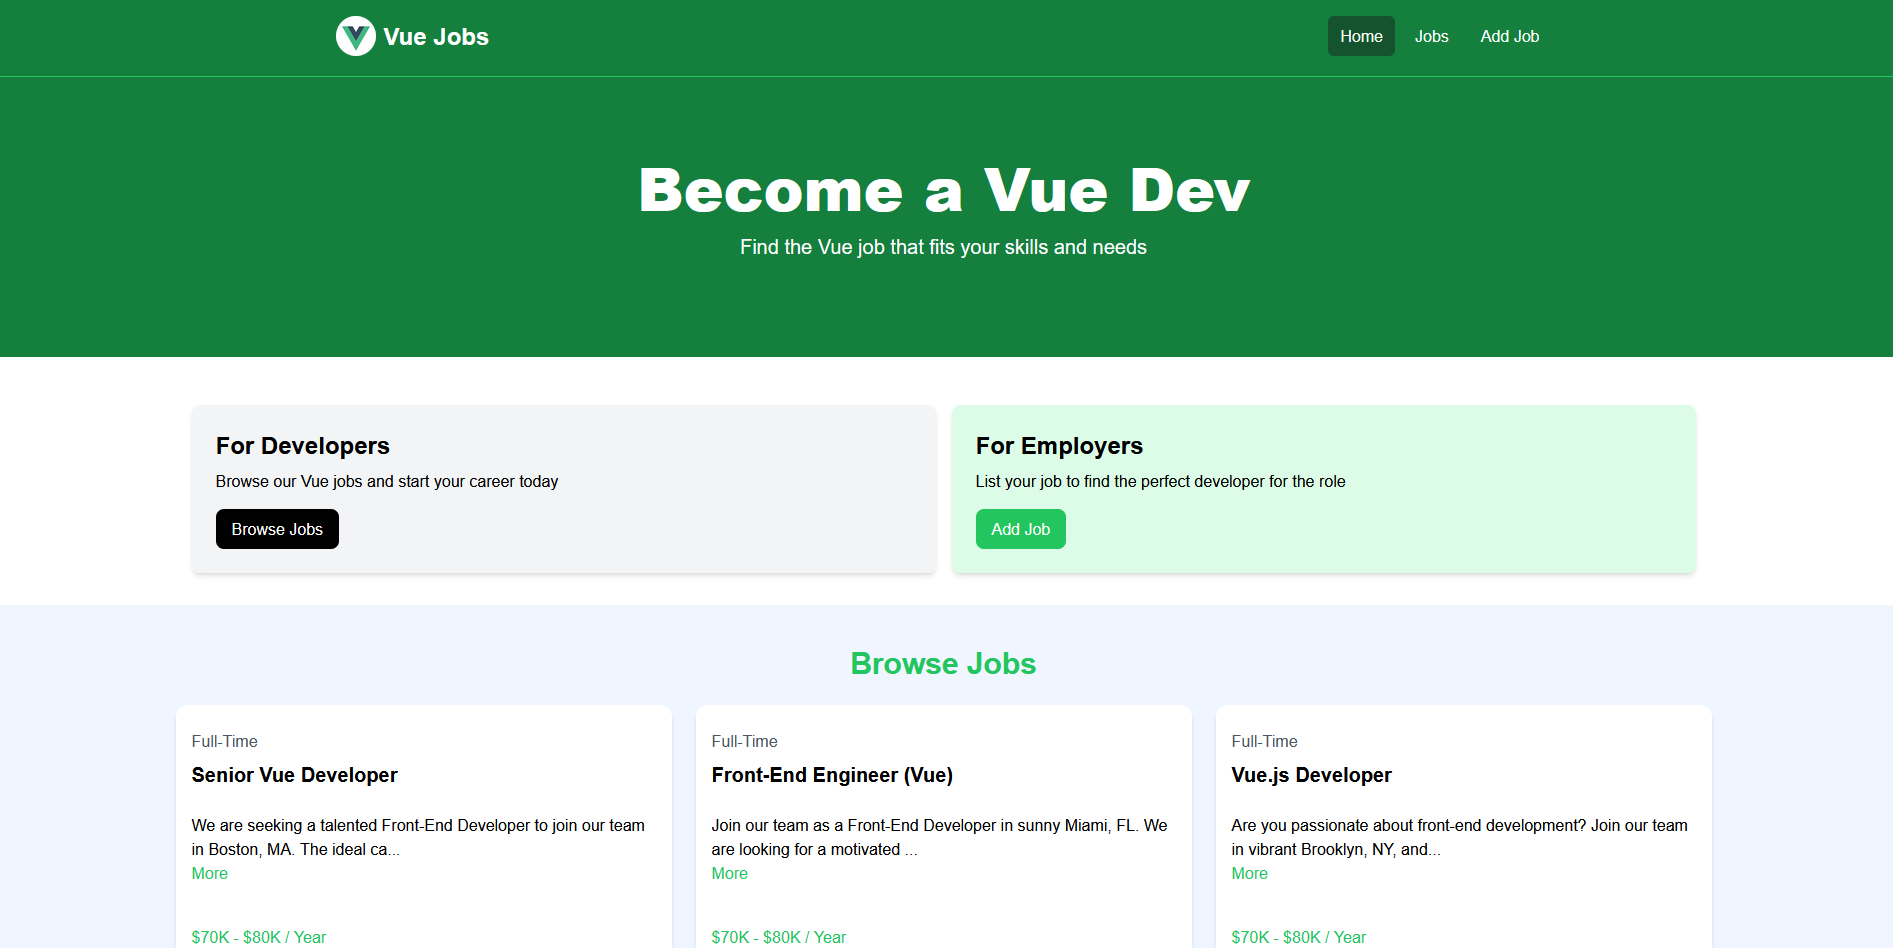 Vue Jobs
Home Jobs Add Job
Become a Vue Dev
Find the Vue job that fits your skills and needs
For Developers
Browse our Vue jobs and start your career today
Browse Jobs
For Employers
List your job to find the perfect developer for the role
Add Job
Browse Jobs
Full-Time
Senior Vue Developer
We are seeking a talented Front-End Developer to join our team
in Boston, MA. The ideal ca...
More
$70K - $80K / Year
Full-Time
Front-End Engineer (Vue)
Join our team as a Front-End Developer in sunny Miami, FL. We
are looking for a motivated ...
More
$70K - $80K / Year
Full-Time
Vue.js Developer
Are you passionate about front-end development? Join our team
in vibrant Brooklyn, NY, and...
More
$70K - $80K / Year